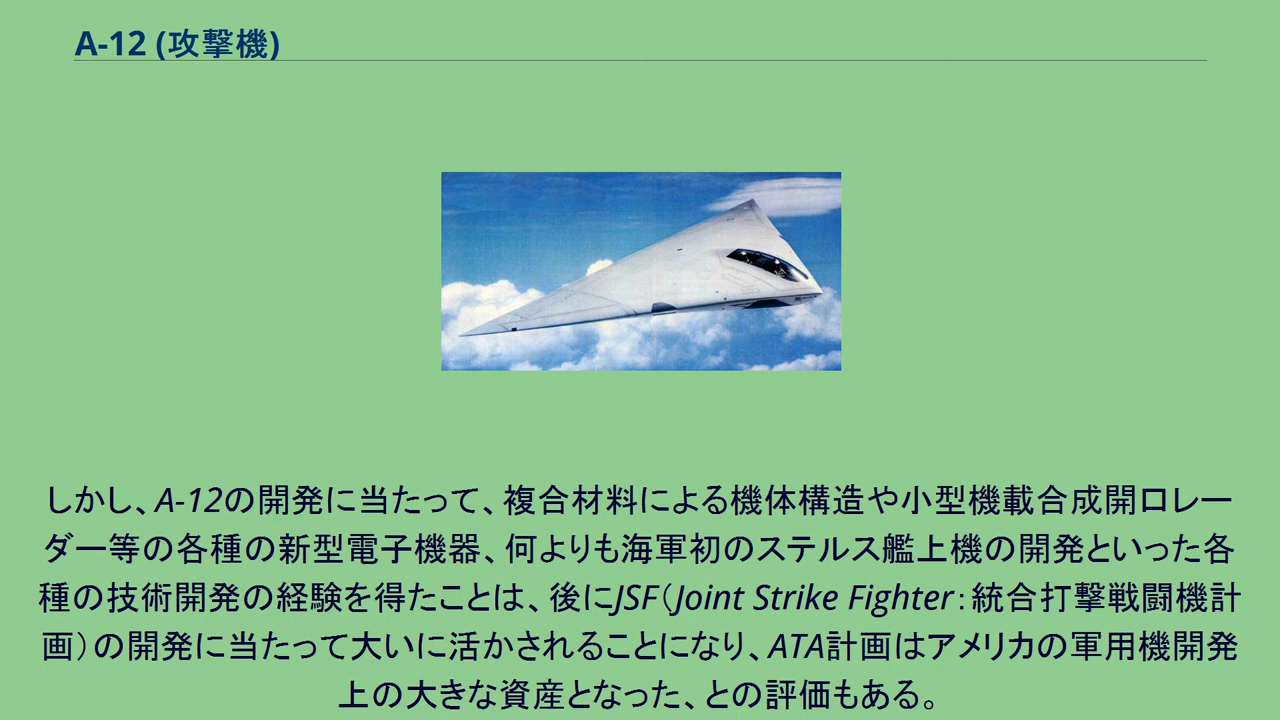 A-12 (攻撃機)
しかし、A-12の開発に当たって、複合材料による機体構造や小型機載合成開口レー
ダー等の各種の新型電子機器、何よりも海軍初のステルス艦上機の開発といった各
種の技術開発の経験を得たことは、後にJSF（Joint Strike Fighter：統合打撃戦闘機計
画）の開発に当たって大いに活かされることになり、ATA計画はアメリカの軍用機開発
上の大きな資産となった、との評価もある。